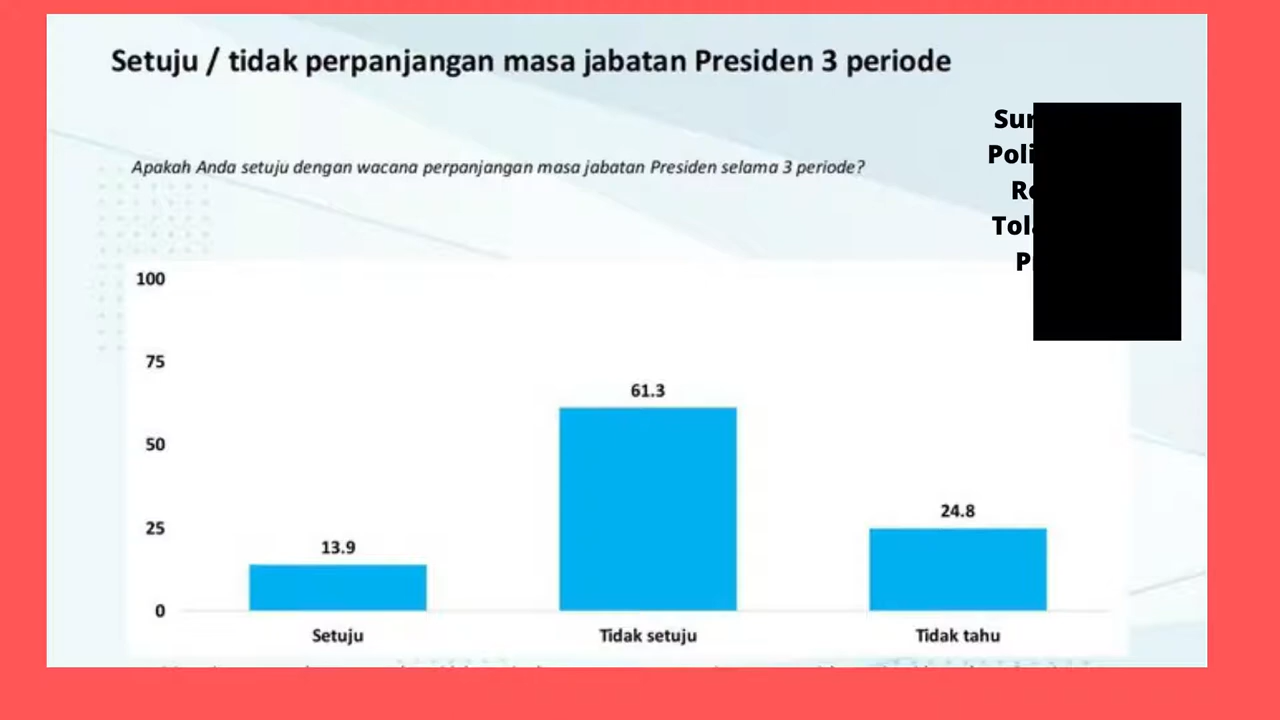 Setuju / tidak perpanjangan masa jabatan Presiden 3 periode
Apakah Anda setuju dengan wacana perpanjangan masa jabatan Presiden selama 3 periode?
100
75
50
25
0
13.9
61.3
24.8
Setuju
Tidak setuju
Tidak tahu